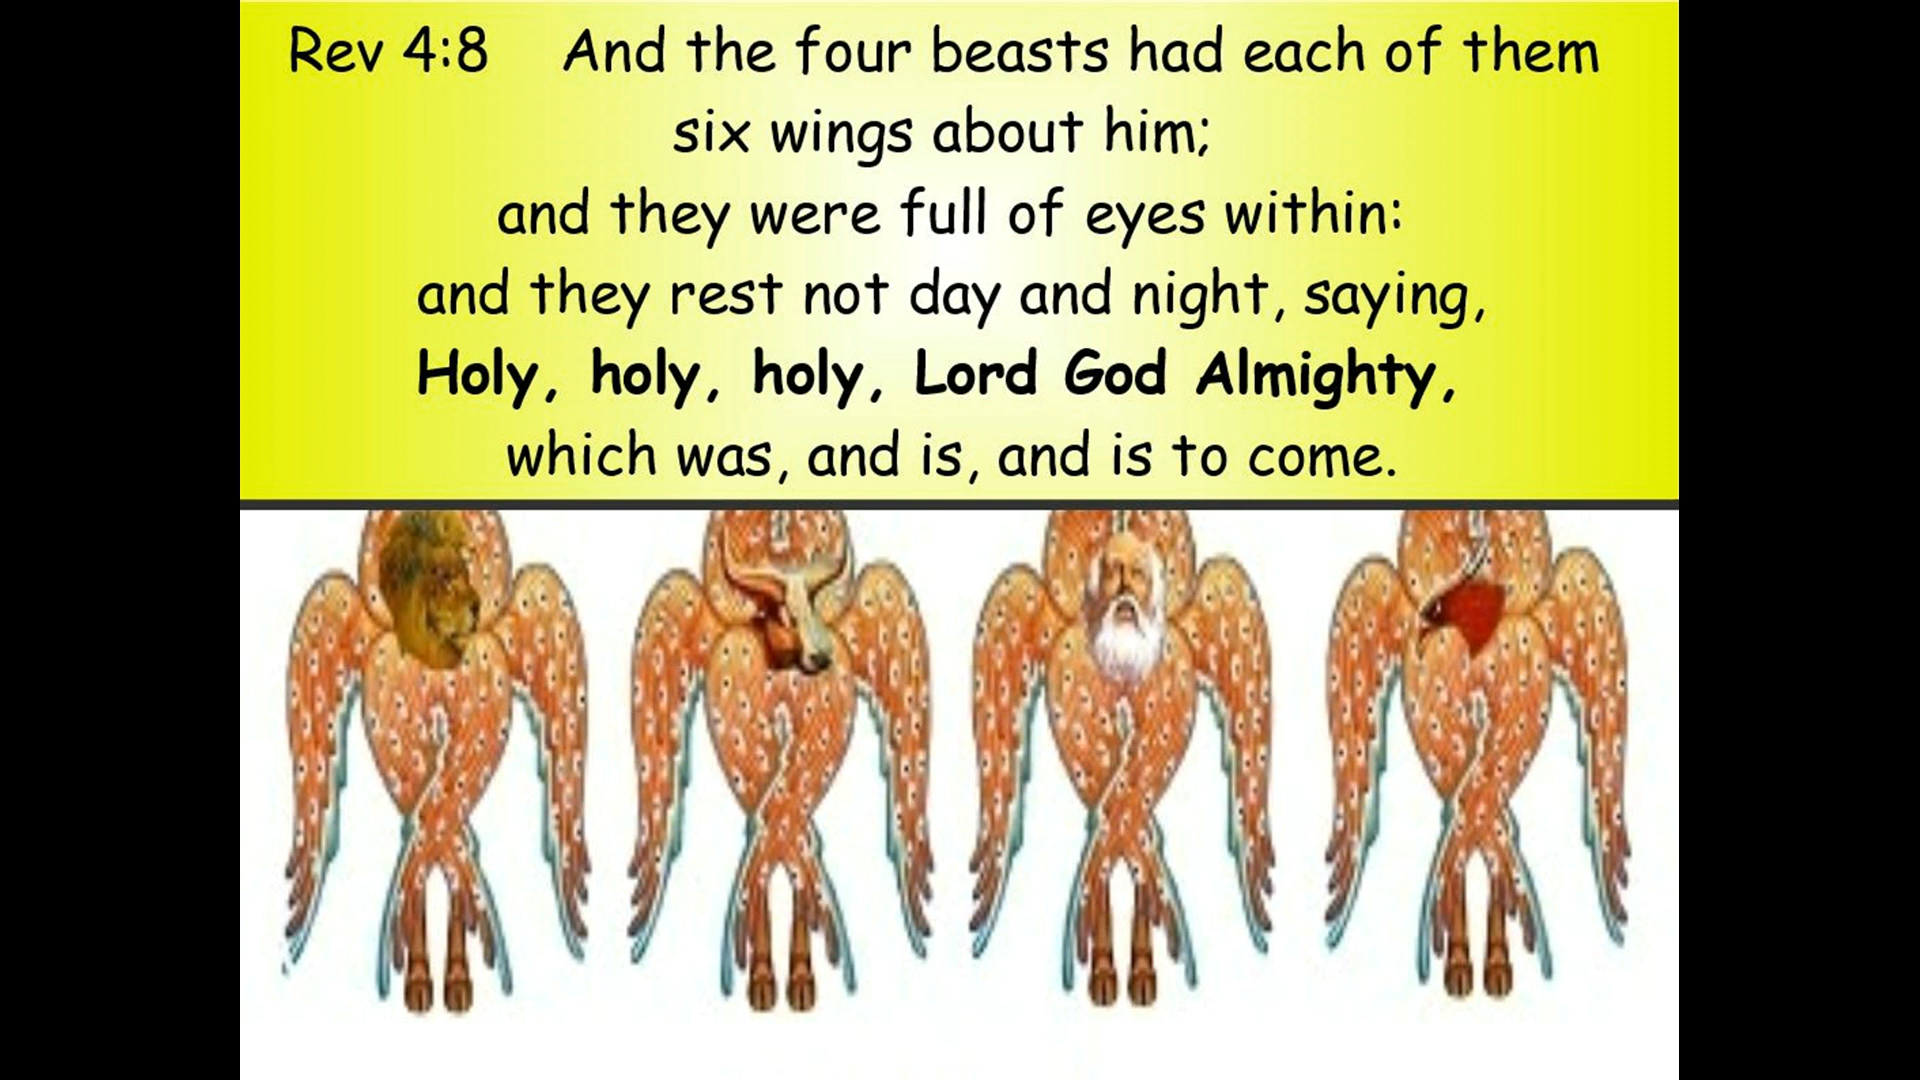 Rev 4:8 And the four beasts had each of them
six wings about him;
and they were full of eyes within:
and they rest not day and night, saying,
Holy, holy, holy, Lord God Almighty,
which was, and is, and is to come.